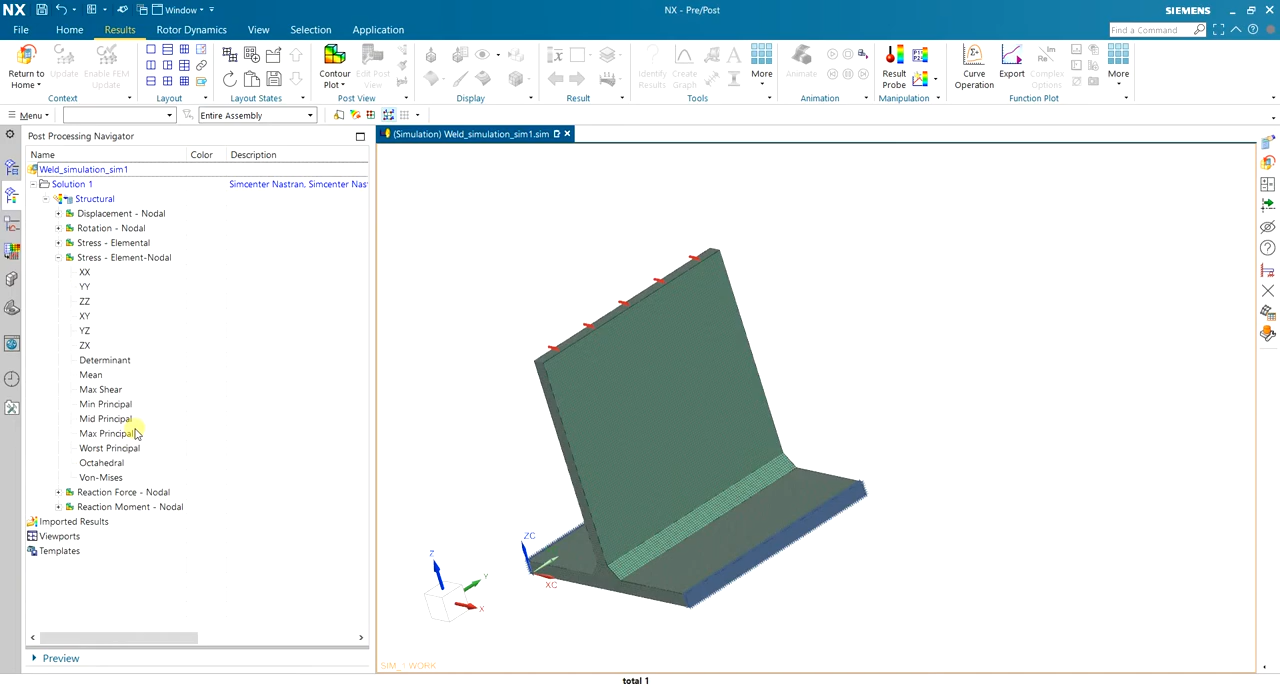 NX Window NX - Pre/Post SIEMENS
File Home Results Rotor Dynamics View Selection Application Find a Command
Return to Home Update Enable FEM Update Contour Plot Edit Post View More Identify Results Create Graph More Animate Result Probe Curve Operation Export Complex Options More
Context Layout Layout States Post View Display Result Tools Animation Manipulation Function Plot
Menu Entire Assembly
Post Processing Navigator
(Simulation) Weld_simulation_sim1.sim
Name Color Description
Weld_simulation_sim1
Solution 1 Simcenter Nastran, Simcenter Nast
Structural
Displacement - Nodal
Rotation - Nodal
Stress - Elemental
Stress - Element-Nodal
XX
YY
ZZ
XY
YZ
ZX
Determinant
Mean
Max Shear
Min Principal
Mid Principal
Max Principal
Worst Principal
Octahedral
Von-Mises
Reaction Force - Nodal
Reaction Moment - Nodal
Imported Results
Viewports
Templates
ZC
XC
Z
Y
X
Preview
SIM_1 WORK
total 1